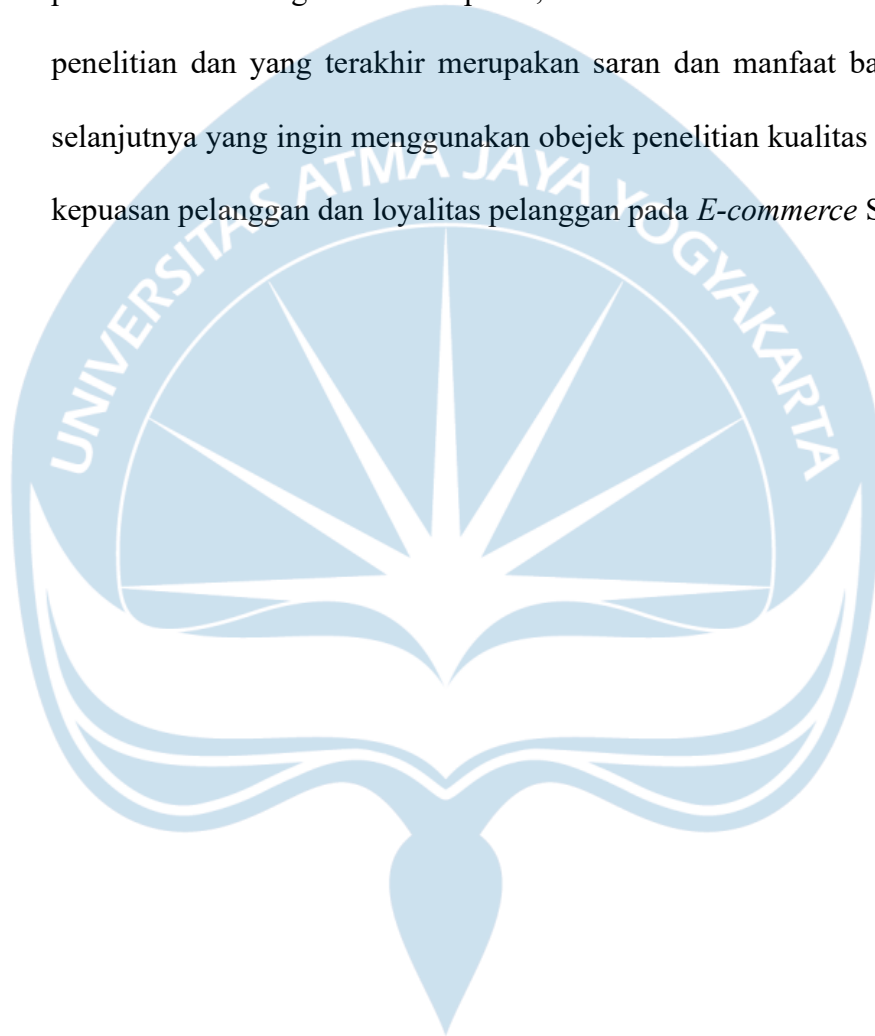 penelitian dan yang terakhir merupakan saran dan manfaat
selanjutnya yang ingin menggunakan obejek penelitian kualitas
kepuasan pelanggan dan loyalitas pelanggan pada E-commerce
UNIVERSITAS ATMA JAYA YOGYAKARTA